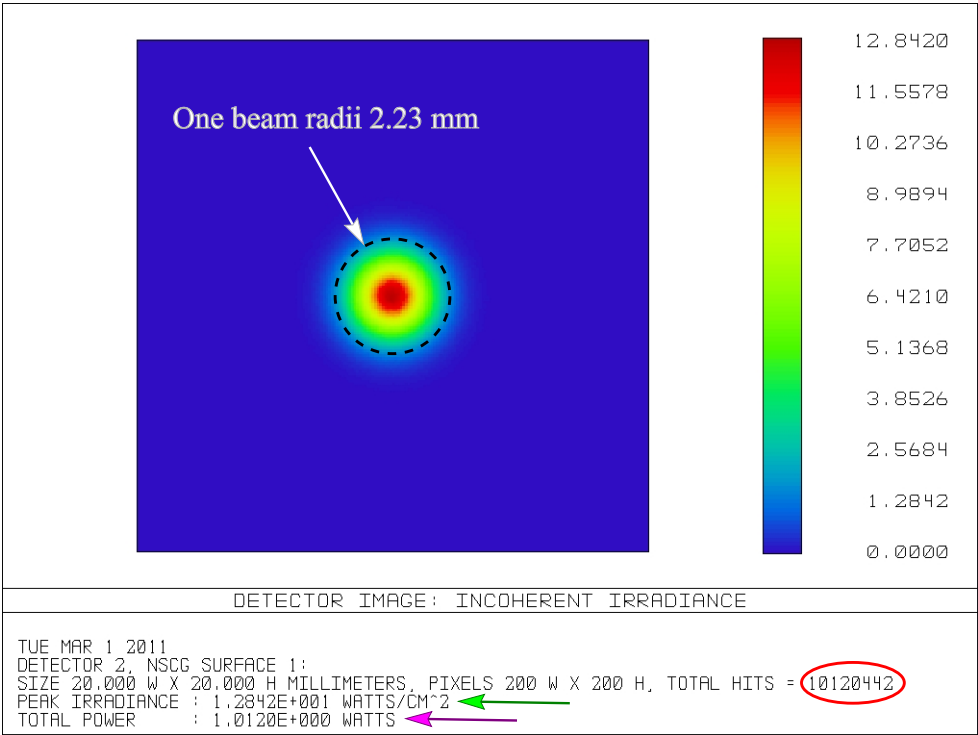 One beam radii 2.23 mm
12.8420
11.5578
10.2736
8.9894
7.7052
6.4210
5.1368
3.8526
2.5684
1.2842
0.0000
DETECTOR IMAGE: INCOHERENT IRRADIANCE
TUE MAR 1 2011
DETECTOR 2, NSCG SURFACE 1:
SIZE 20.000 W X 20.000 H MILLIMETERS, PIXELS 200 W X 200 H, TOTAL HITS = 10120442
PEAK IRRADIANCE : 1.2842E+001 WATTS/CM^2
TOTAL POWER : 1.0120E+000 WATTS